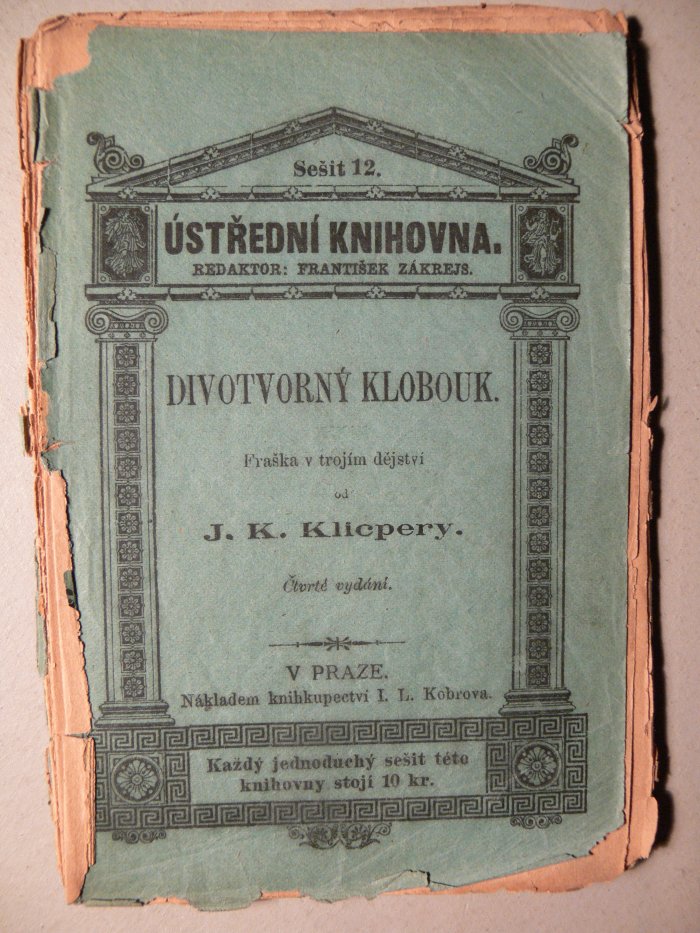 Sešit 12.
ÚSTŘEDNÍ KNIHOVNA.
REDAKTOR: FRANTIŠEK ZÁKREJS.
DIVOTVORNÝ KLOBOUK.
Fraška v trojím dějství
od
J. K. Klicpery.
Čtvrté vydání.
V PRAZE.
Nákladem knihkupectví I. L. Kobrova.
Každý jednoduchý sešit této
knihovny stojí 10 kr.